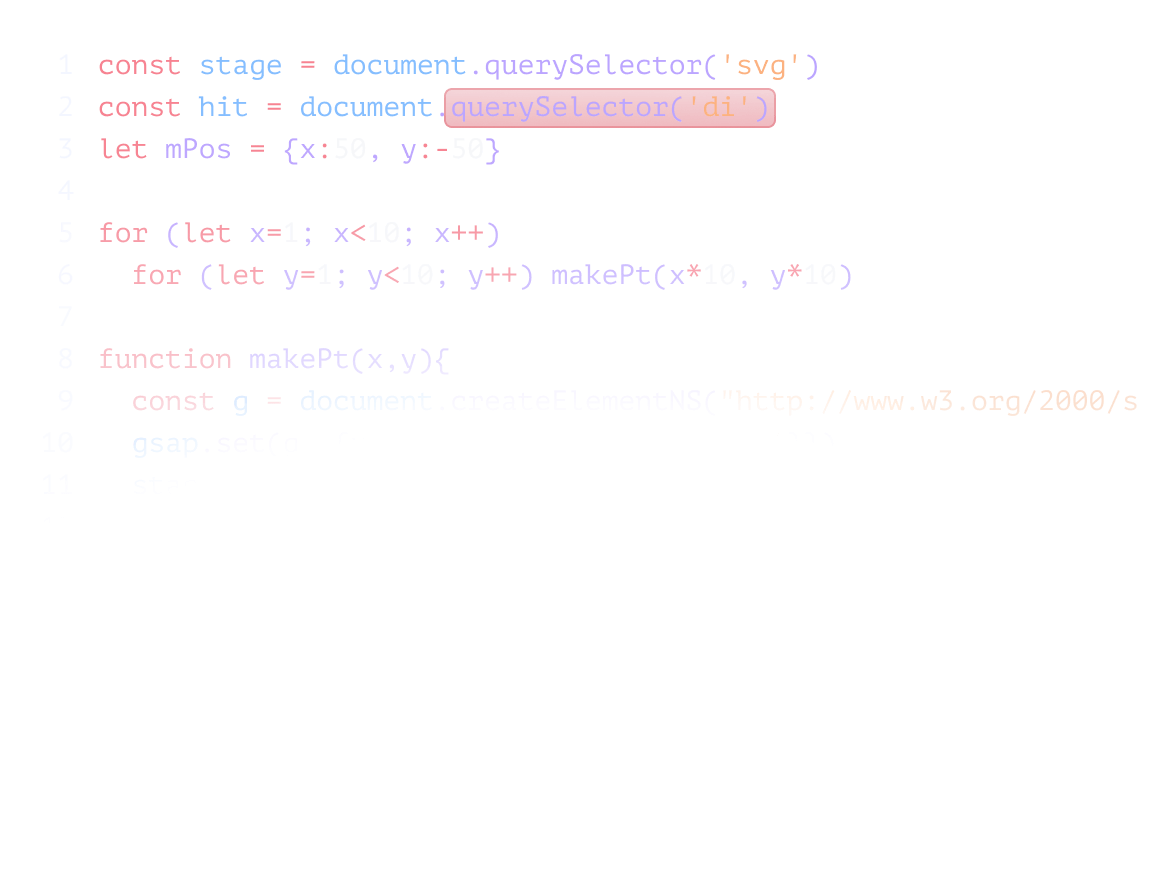 1 const stage = document.querySelector('svg')
2 const hit = document.querySelector('di')
3 let mPos = {x:50, y:-50}
4
5 for (let x=1; x<10; x++)
6 for (let y=1; y<10; y++) makePt(x*10, y*10)
7
8 function makePt(x,y){
9 const g = document.createElementNS("http://www.w3.org/2000/s
10 gsap.set(
11